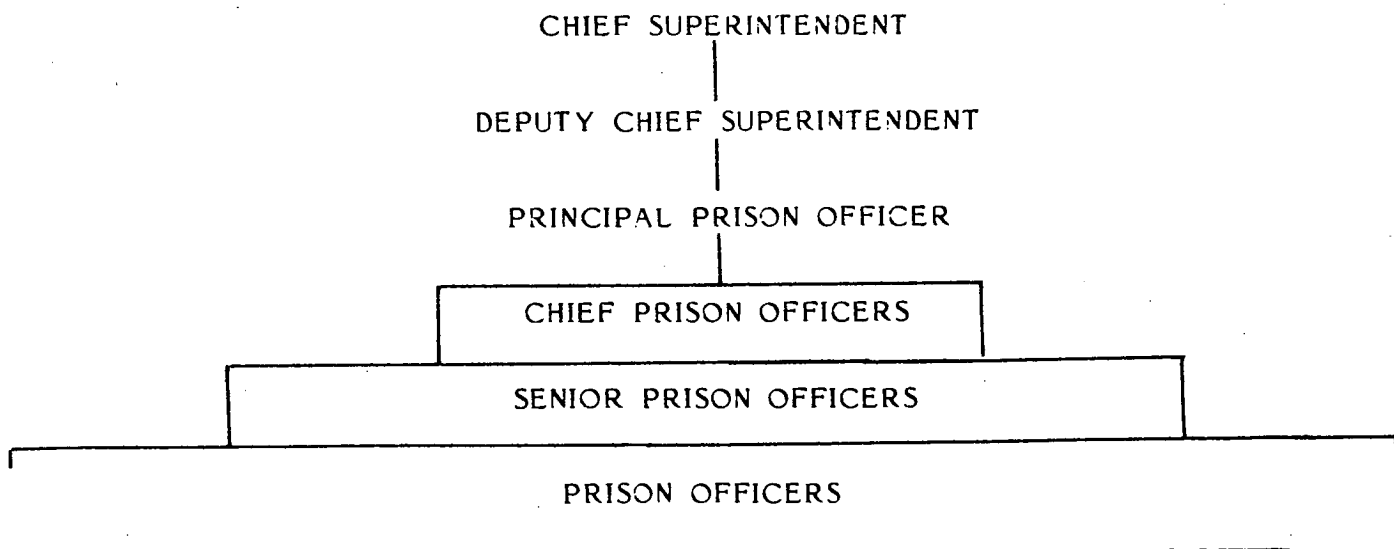 CHIEF SUPERINTENDENT
DEPUTY CHIEF SUPERINTENDENT
PRINCIPAL PRISON OFFICER
CHIEF PRISON OFFICERS
SENIOR PRISON OFFICERS
PRISON OFFICERS